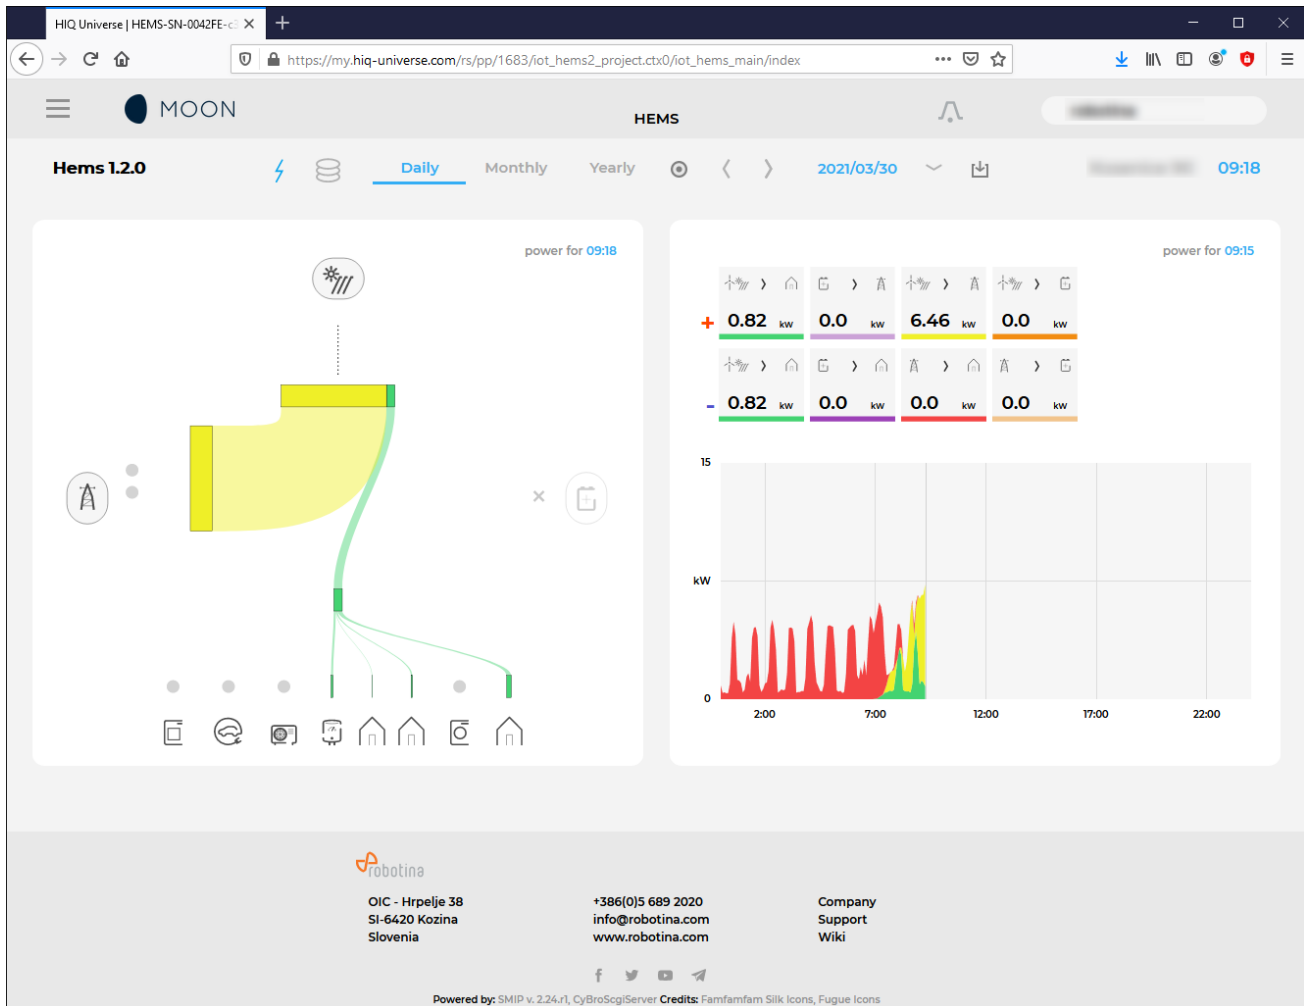 HIQ Universe | HEMS-SN-0042FE-c3
https://my.hiq-universe.com/rs/pp/1683/iot_hems2_project.ctx0/iot_hems_main/index
MOON
HEMS
Hems 1.2.0
Daily
Monthly
Yearly
2021/03/30
09:18
power for 09:18
power for 09:15
+ 0.82 kW 0.0 kW 6.46 kW 0.0 kW
- 0.82 kW 0.0 kW 0.0 kW 0.0 kW
15
kW
0
2:00 7:00 12:00 17:00 22:00
robotina
OIC - Hrpelje 38
SI-6420 Kozina
Slovenia
+386(0)5 689 2020
info@robotina.com
www.robotina.com
Company
Support
Wiki
Powered by: SMIP v. 2.24.r1, CyBroScgiServer Credits: Famfamfam Silk Icons, Fugue Icons